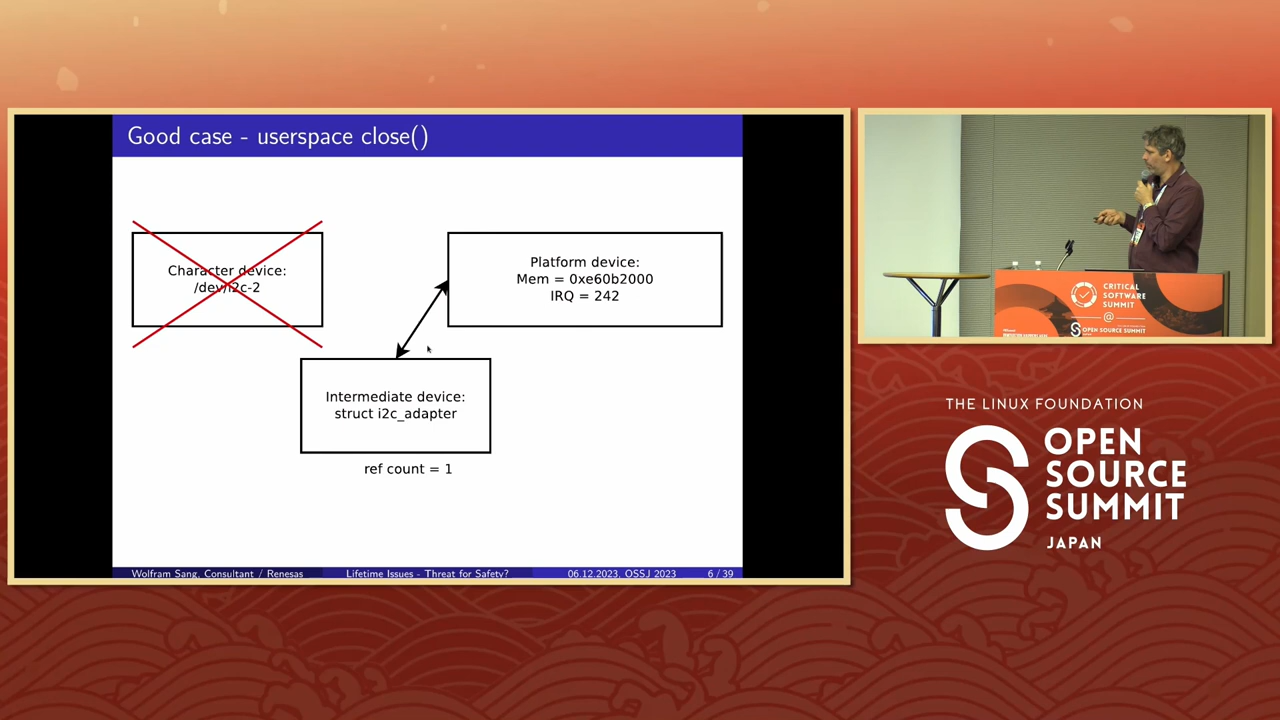 Good case - userspace close()
Character device:
/dev/i2c-2
Platform device:
Mem = 0xe60b2000
IRQ = 242
Intermediate device:
struct i2c_adapter
ref count = 1
Wolfram Sang, Consultant / Renesas
Lifetime Issues - Threat for Safety?
06.12.2023, OSSJ 2023
6 / 39
CRITICAL
SOFTWARE
SUMMIT
@
OPEN SOURCE SUMMIT
THE LINUX FOUNDATION
OPEN
SOURCE
SUMMIT
JAPAN